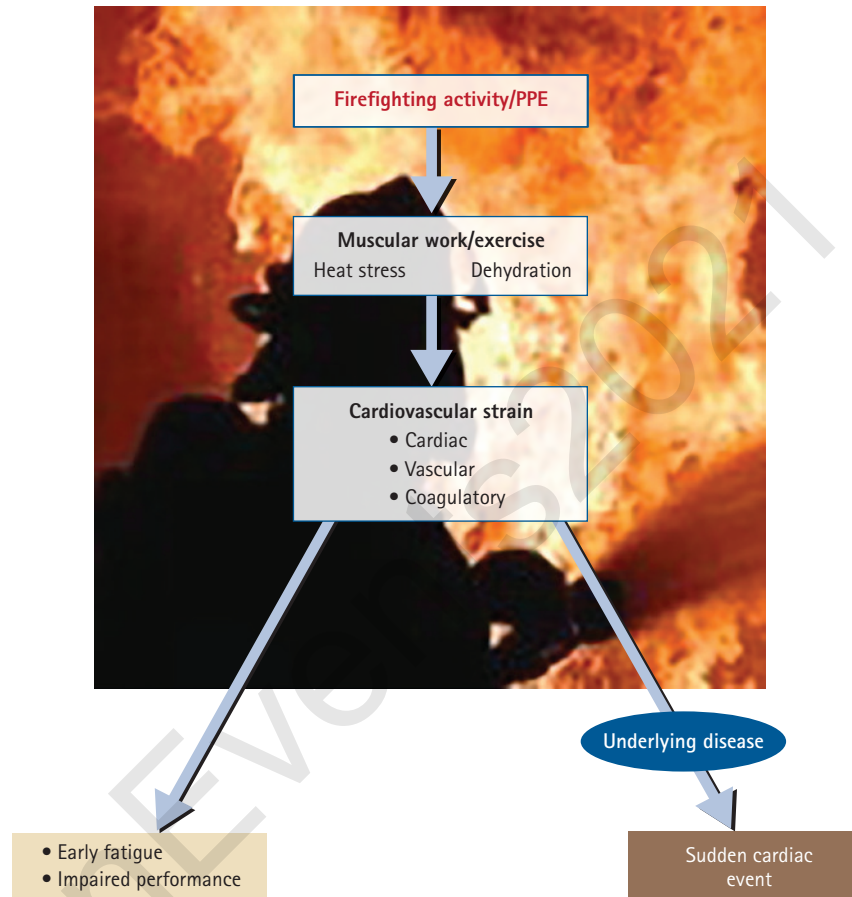 Firefighting activity/PPE
Muscular work/exercise
Heat stress Dehydration
Cardiovascular strain
• Cardiac
• Vascular
• Coagulatory
Underlying disease
• Early fatigue
• Impaired performance
Sudden cardiac
event